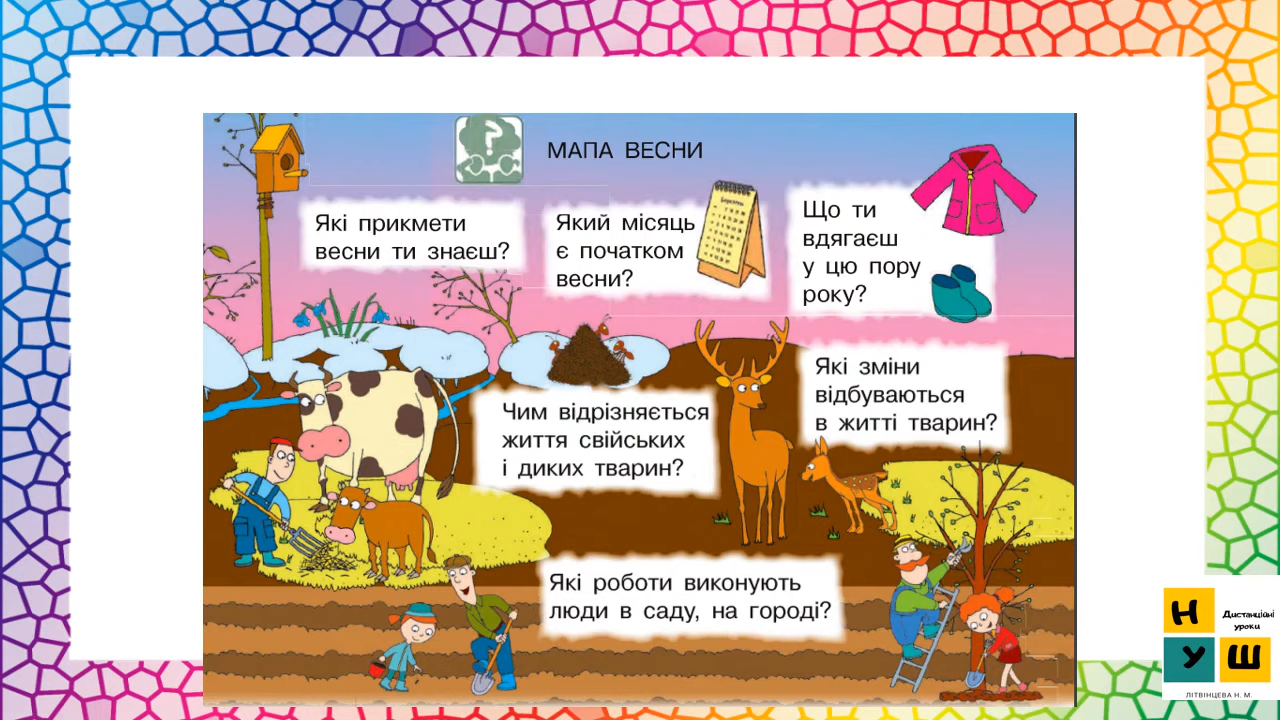 МАПА ВЕСНИ
Які прикмети
весни ти знаєш?
Який місяць
є початком
весни?
Березень
Що ти
вдягаєш
у цю пору
року?
Чим відрізняється
життя свійських
і диких тварин?
Які зміни
відбуваються
в житті тварин?
Які роботи виконують
люди в саду, на городі?
Н
У Ш
Дистанційні
уроки
ЛІТВІНЦЕВА Н. М.